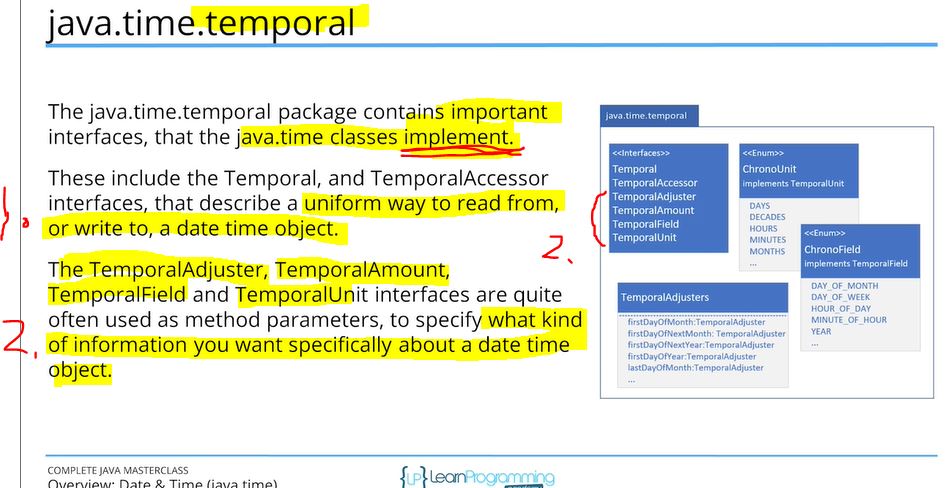 java.time.temporal
The java.time.temporal package contains important
interfaces, that the java.time classes implement.
These include the Temporal, and TemporalAccessor
interfaces, that describe a uniform way to read from,
or write to, a date time object.
1.
The TemporalAdjuster, TemporalAmount,
TemporalField and TemporalUnit interfaces are quite
often used as method parameters, to specify what kind
of information you want specifically about a date time
object.
2.
java.time.temporal
<<Interfaces>>
Temporal
TemporalAccessor
TemporalAdjuster
TemporalAmount
TemporalField
TemporalUnit
2.
<<Enum>>
ChronoUnit
implements TemporalUnit
DAYS
DECADES
HOURS
MINUTES
MONTHS
...
<<Enum>>
ChronoField
implements TemporalField
DAY_OF_MONTH
DAY_OF_WEEK
HOUR_OF_DAY
MINUTE_OF_HOUR
YEAR
...
TemporalAdjusters
firstDayOfMonth:TemporalAdjuster
firstDayOfNextMonth:TemporalAdjuster
firstDayOfNextYear:TemporalAdjuster
firstDayOfYear:TemporalAdjuster
lastDayOfMonth:TemporalAdjuster
...
COMPLETE JAVA MASTERCLASS
Overview: Date & Time (java.time)
{LP} LearnProgramming